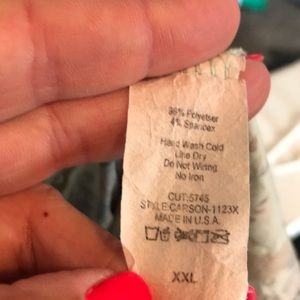 96% Polyetser
4% Spandex
Hand Wash Cold
Line Dry
Do Not Wring
No Iron
CUT:5745
STYLE:CARSON-1123X
MADE IN U.S.A.
XXL